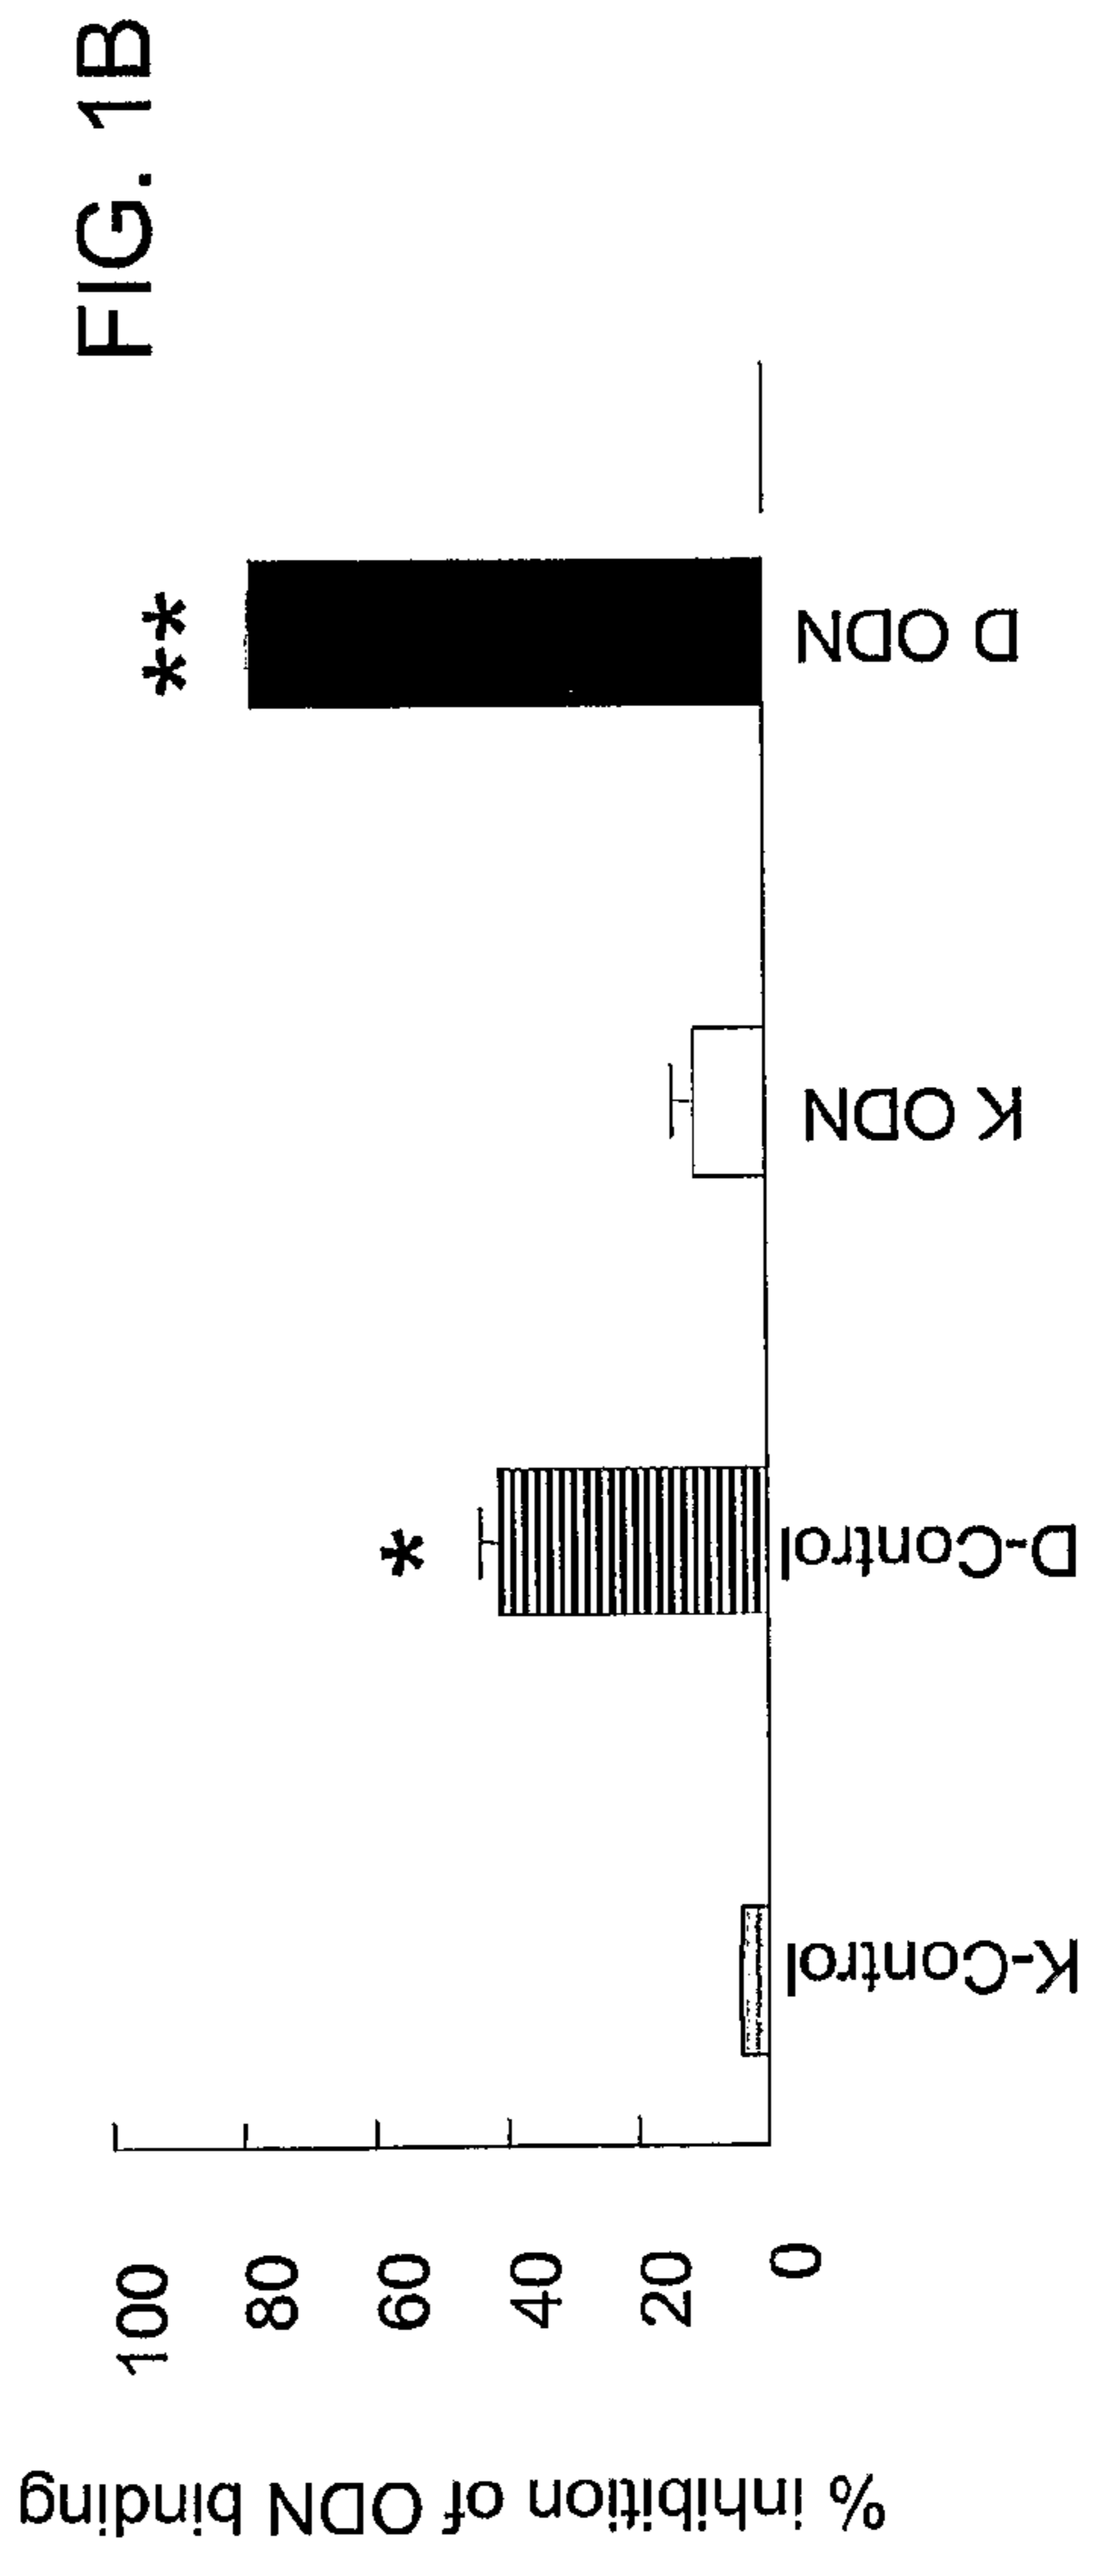 FIG. 1B
% inhibition of ODN binding
100
80
60
40
20
0
*
**
K-Control
D-Control
K ODN
D ODN